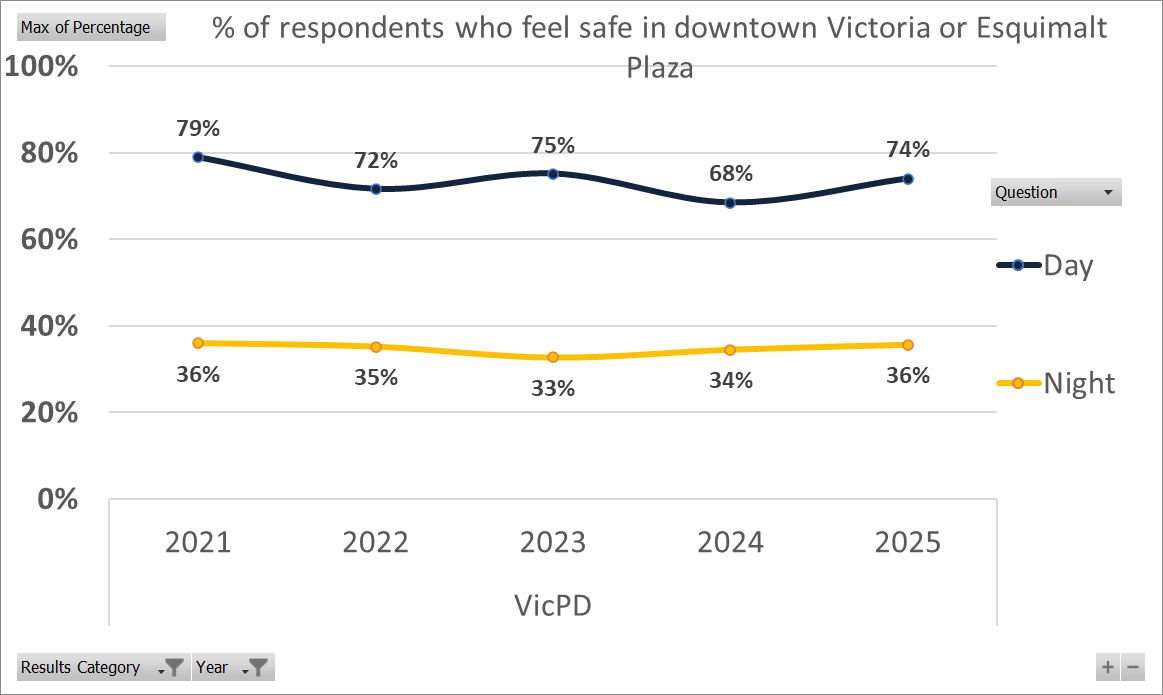 Max of Percentage
% of respondents who feel safe in downtown Victoria or Esquimalt
Plaza
100%
80%
60%
40%
20%
0%
79%
72%
75%
68%
74%
36%
35%
33%
34%
36%
Question
Day
Night
2021
2022
2023
2024
2025
VicPD
Results Category
Year
+
−